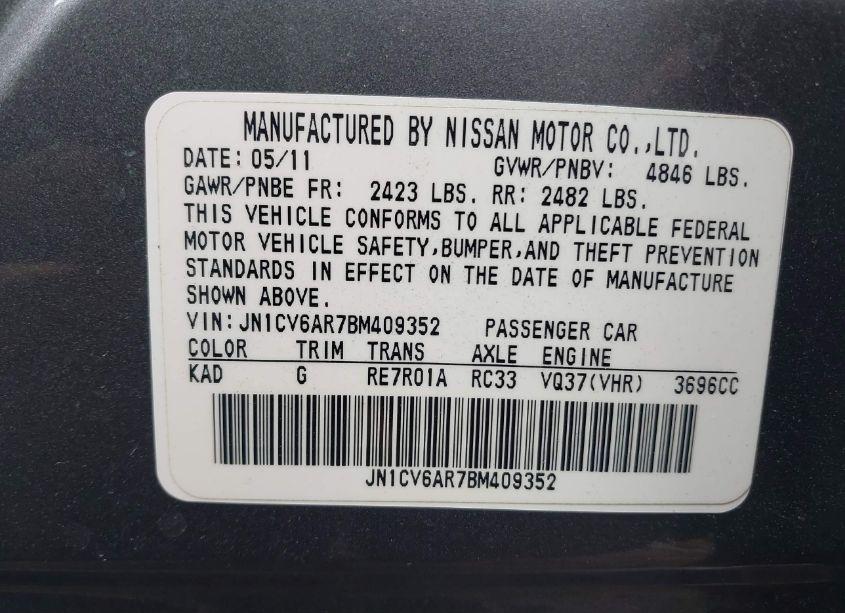 MANUFACTURED BY NISSAN MOTOR CO.,LTD.
DATE: 05/11 GVWR/PNBV: 4846 LBS.
GAWR/PNBE FR: 2423 LBS. RR: 2482 LBS.
THIS VEHICLE CONFORMS TO ALL APPLICABLE FEDERAL
MOTOR VEHICLE SAFETY,BUMPER,AND THEFT PREVENTION
STANDARDS IN EFFECT ON THE DATE OF MANUFACTURE
SHOWN ABOVE.
VIN:JN1CV6AR7BM409352 PASSENGER CAR
COLOR TRIM TRANS AXLE ENGINE
KAD G RE7R01A RC33 VQ37(VHR) 3696CC
JN1CV6AR7BM409352